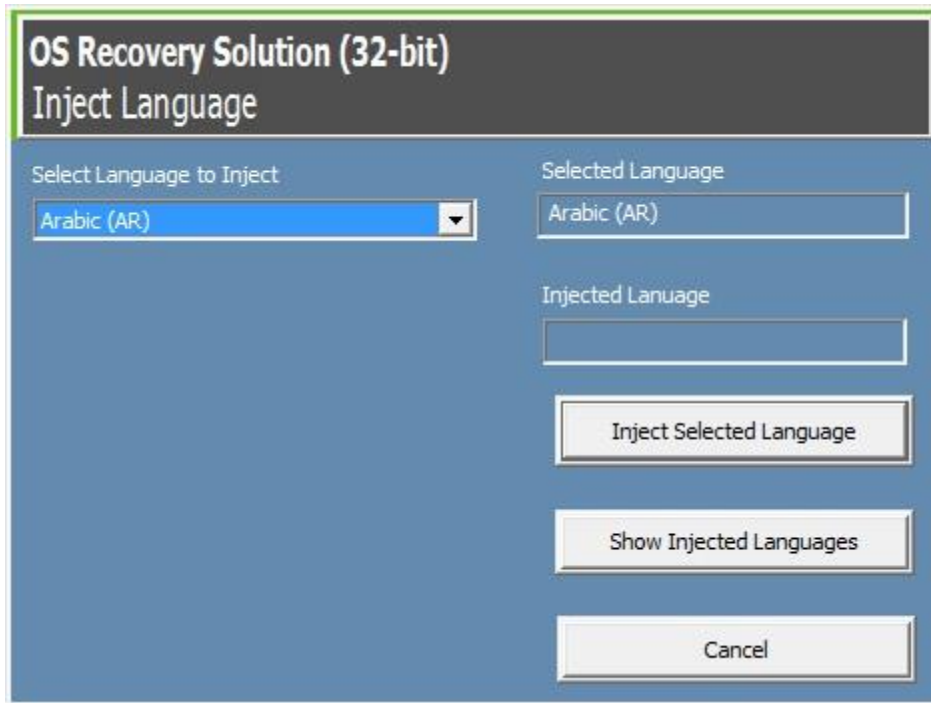 OS Recovery Solution (32-bit)
Inject Language
Select Language to Inject
Arabic (AR)
Selected Language
Arabic (AR)
Injected Lanuage
Inject Selected Language
Show Injected Languages
Cancel